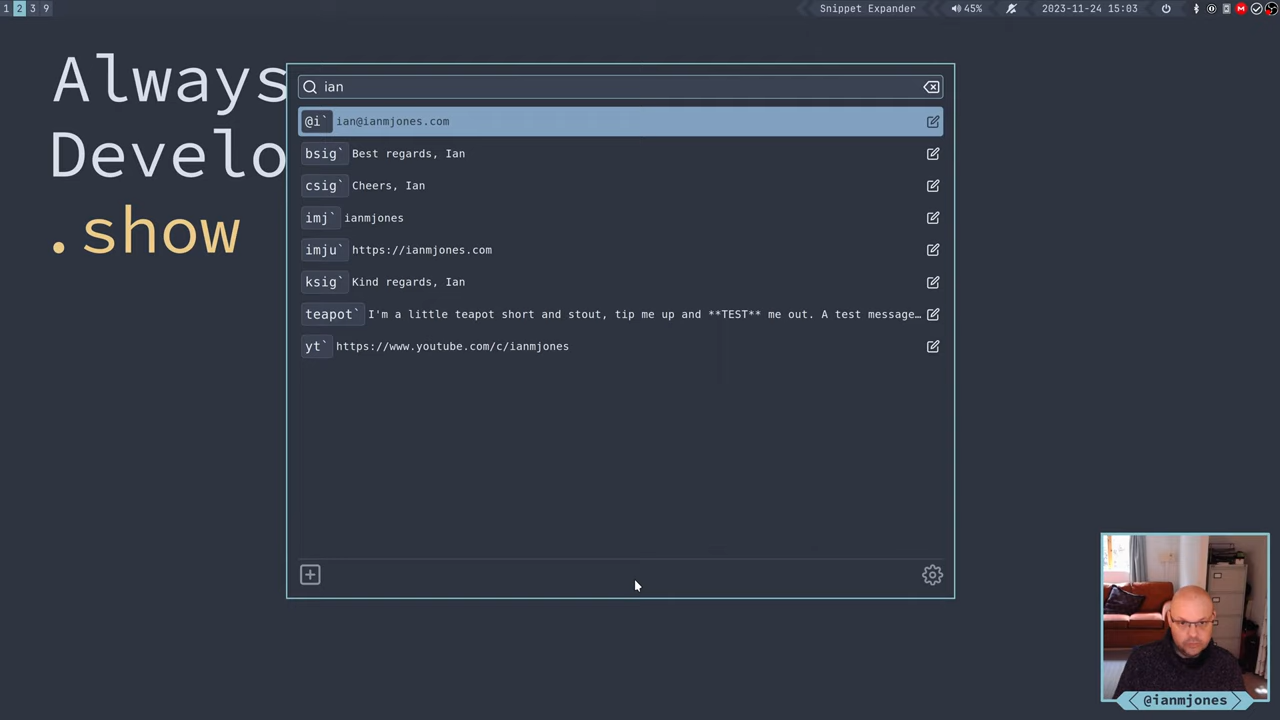 1 2 3 9
Snippet Expander
45%
2023-11-24 15:03
Always
Develo
.show
ian
@i` ian@ianmjones.com
bsig` Best regards, Ian
csig` Cheers, Ian
imj` ianmjones
imju` https://ianmjones.com
ksig` Kind regards, Ian
teapot` I'm a little teapot short and stout, tip me up and **TEST** me out. A test message…
yt` https://www.youtube.com/c/ianmjones
@ianmjones